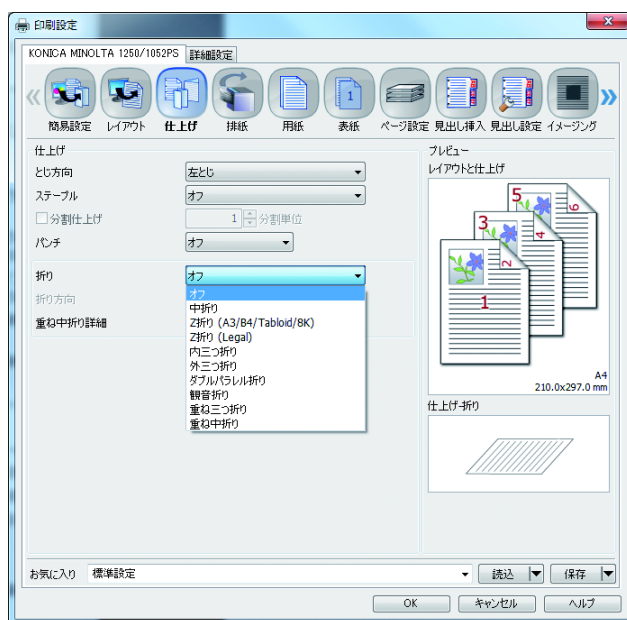 印刷設定
KONICA MINOLTA 1250/1052PS 詳細設定
簡易設定 レイアウト 仕上げ 排紙 用紙 表紙 ページ設定 見出し挿入 見出し設定 イメージング
仕上げ
とじ方向 左とじ
ステープル オフ
分割仕上げ 1 分割単位
パンチ オフ
折り オフ
折り方向
重ね中折り詳細
オフ
中折り
Z折り (A3/B4/Tabloid/8K)
Z折り (Legal)
内三つ折り
外三つ折り
ダブルパラレル折り
観音折り
重ね三つ折り
重ね中折り
プレビュー
レイアウトと仕上げ
5
6
3
4
2
1
A4
210.0x297.0 mm
仕上げ-折り
お気に入り 標準設定 読込 保存
OK キャンセル ヘルプ